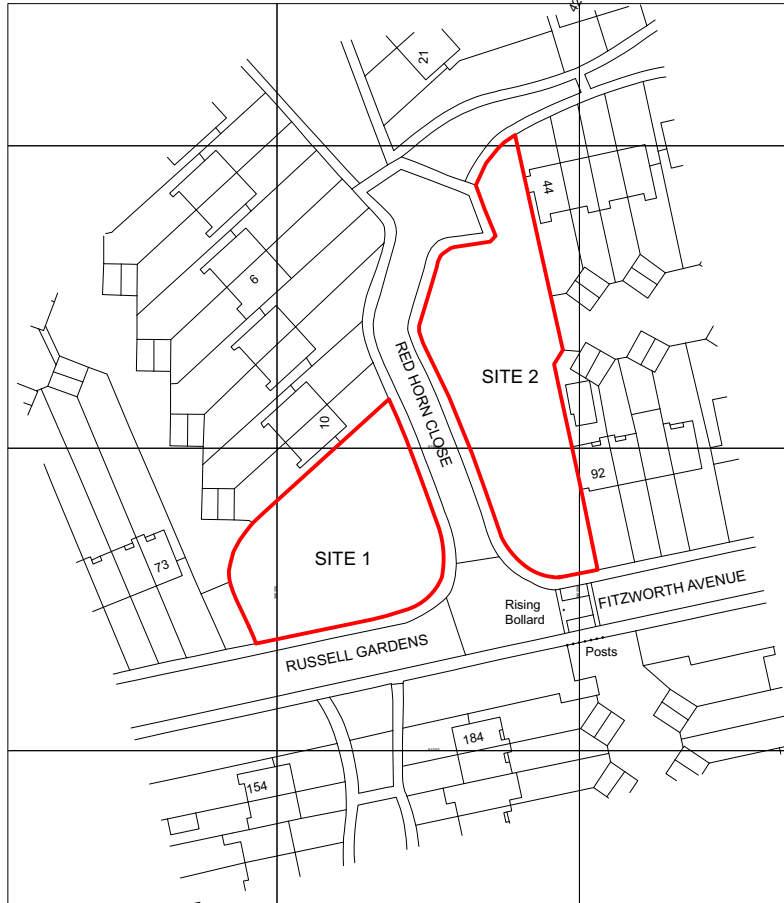 21
44
6
RED HORN CLOSE
SITE 2
10
92
SITE 1
73
FITZWORTH AVENUE
Rising
Bollard
RUSSELL GARDENS
Posts
184
154